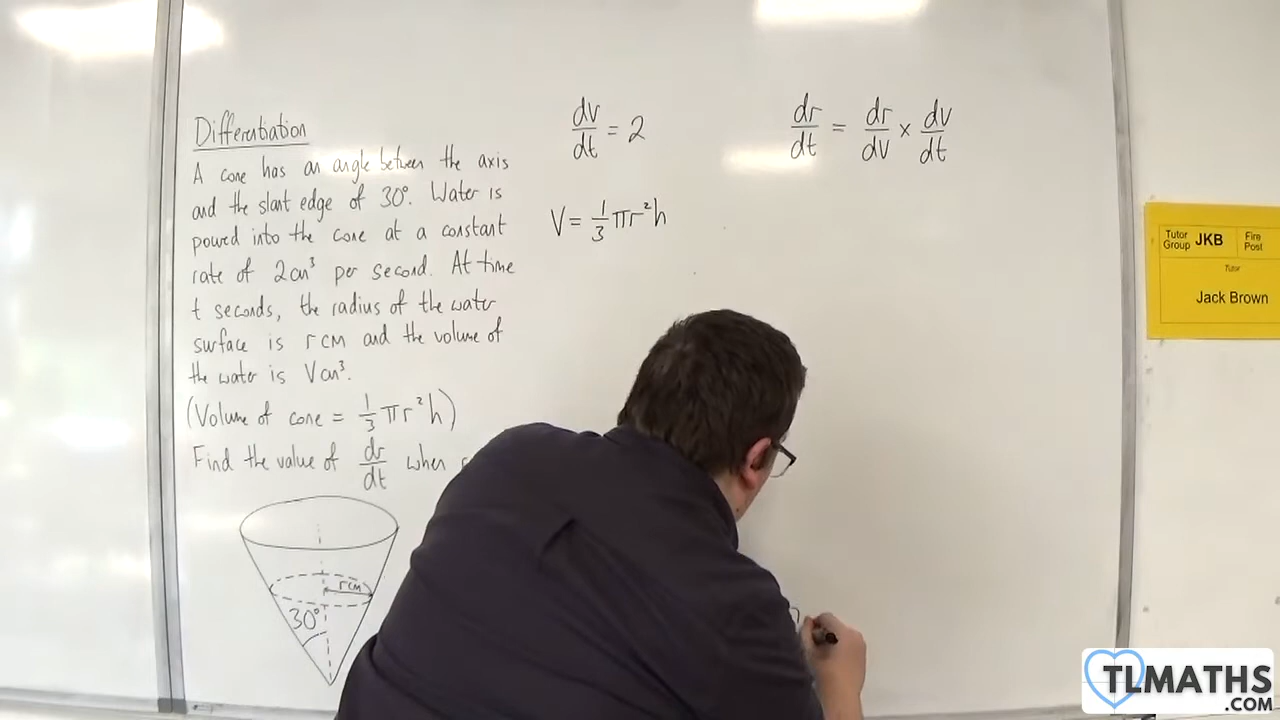 Differentiation
A cone has an angle between the axis
and the slant edge of 30°. Water is
poured into the cone at a constant
rate of 2cm³ per second. At time
t seconds, the radius of the water
surface is r cm and the volume of
the water is V cm³.
(Volume of cone = 1/3 πr²h)
Find the value of dr/dt when
r cm
30°
dv/dt = 2
V = 1/3 πr²h
dr/dt = dr/dv × dv/dt
Tutor Group JKB
Fire Post
Tutor
Jack Brown
TLMATHS
.COM